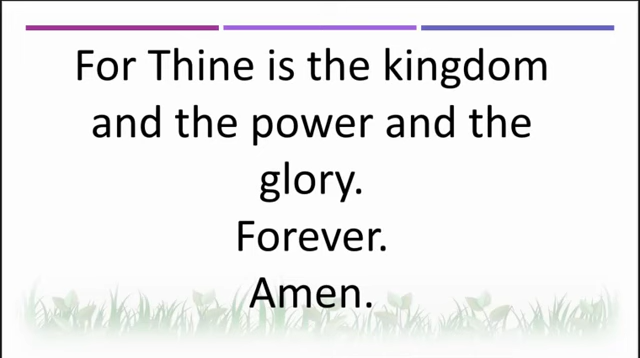 For Thine is the kingdom
and the power and the
glory.
Forever.
Amen.